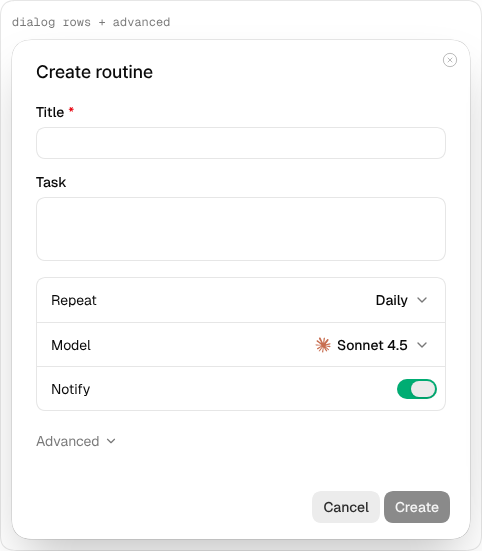 dialog rows + advanced
Create routine
Title *
Task
Repeat Daily
Model Sonnet 4.5
Notify
Advanced
Cancel Create